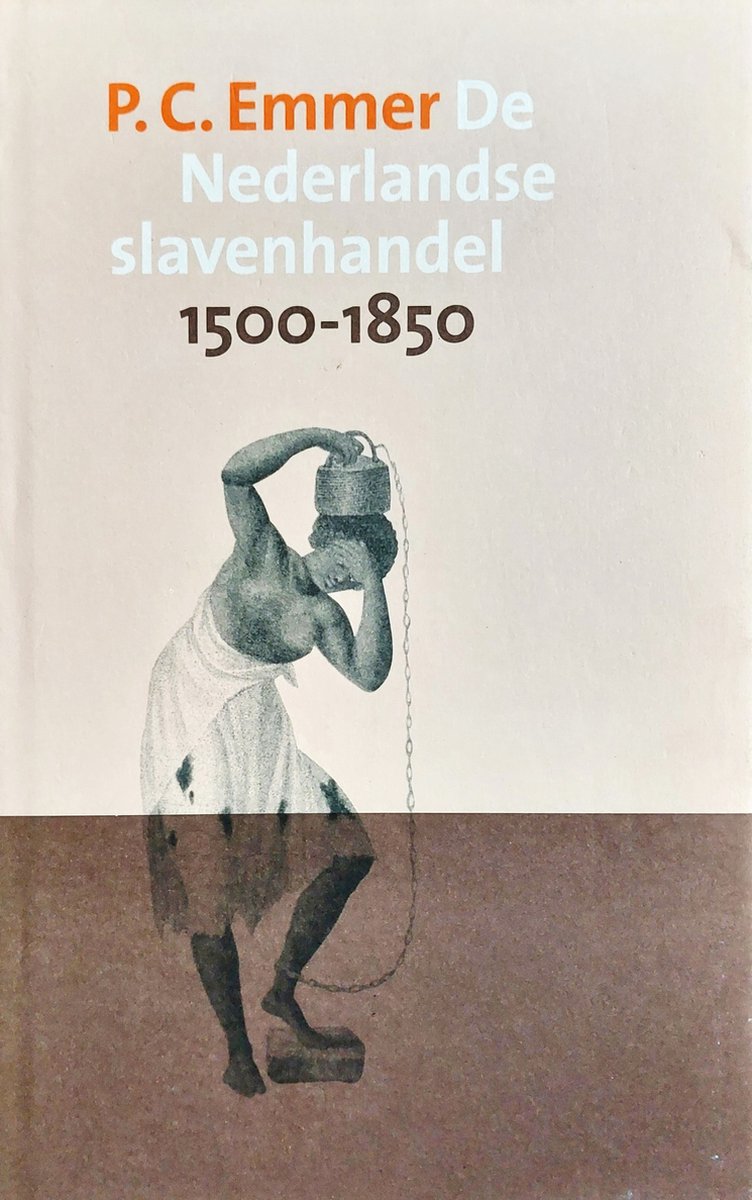 P. C. Emmer De
Nederlandse
slavenhandel
1500-1850